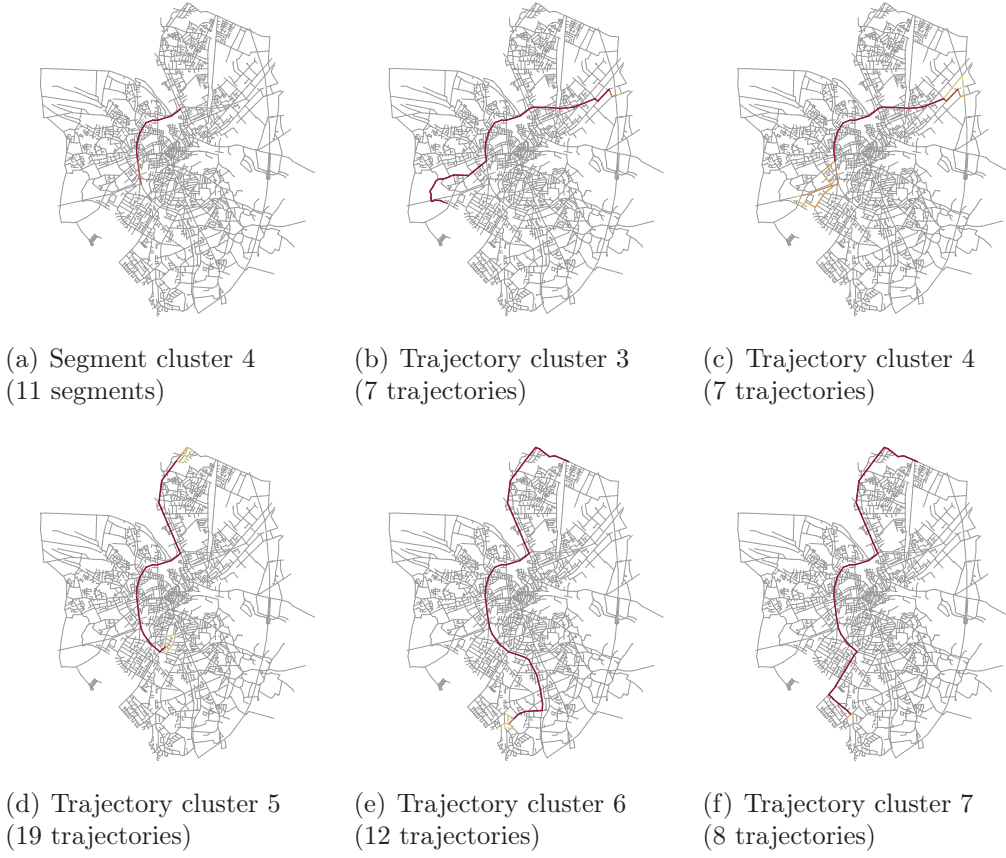 (a) Segment cluster 4
(11 segments)
(b) Trajectory cluster 3
(7 trajectories)
(c) Trajectory cluster 4
(7 trajectories)
(d) Trajectory cluster 5
(19 trajectories)
(e) Trajectory cluster 6
(12 trajectories)
(f) Trajectory cluster 7
(8 trajectories)